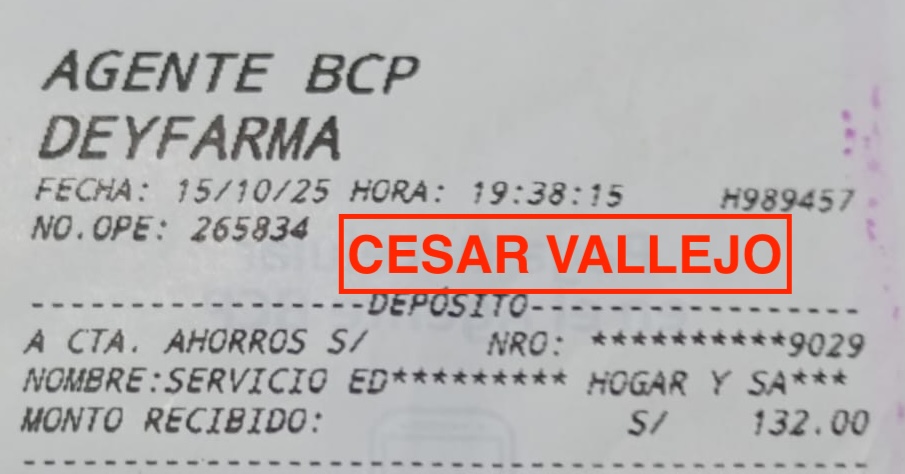 AGENTE BCP
DEYFARMA
FECHA: 15/10/25 HORA: 19:38:15 H989457
NO.OPE: 265834
CESAR VALLEJO
-----------------DEPÓSITO-----------------
A CTA. AHORROS S/ NRO: **********9029
NOMBRE:SERVICIO ED********* HOGAR Y SA***
MONTO RECIBIDO: S/ 132.00